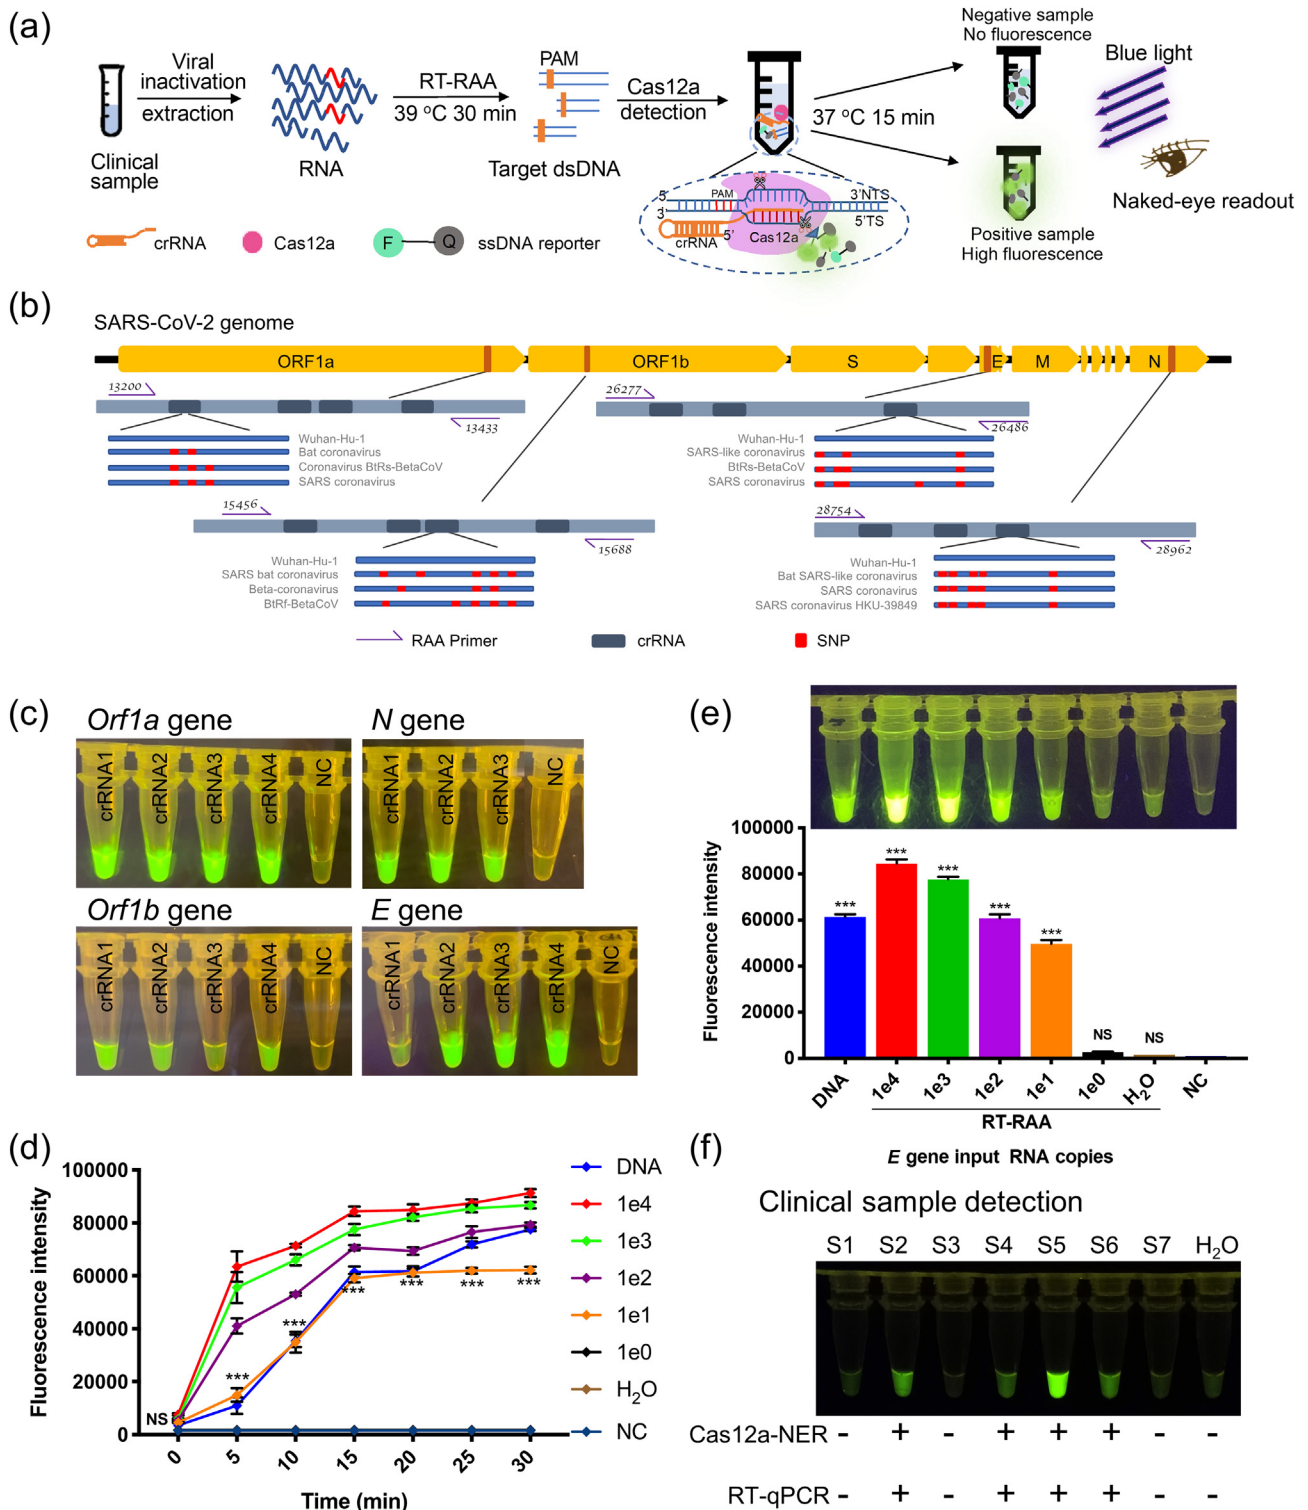 (a)
Clinical
sample
Viral
inactivation
extraction
RNA
RT-RAA
39 °C 30 min
PAM
Target dsDNA
Cas12a
detection
37 °C 15 min
Negative sample
No fluorescence
Blue light
Naked-eye readout
Positive sample
High fluorescence
5'
3'
PAM
3'NTS
5'TS
crRNA
5'
Cas12a
crRNA
Cas12a
F
Q
ssDNA reporter
(b)
SARS-CoV-2 genome
ORF1a
ORF1b
S
E
M
N
13200
13433
Wuhan-Hu-1
Bat coronavirus
Coronavirus BtRs-BetaCoV
SARS coronavirus
26277
26486
Wuhan-Hu-1
SARS-like coronavirus
BtRs-BetaCoV
SARS coronavirus
15456
15688
Wuhan-Hu-1
SARS bat coronavirus
Beta-coronavirus
BtRf-BetaCoV
28754
28962
Wuhan-Hu-1
Bat SARS-like coronavirus
SARS coronavirus
SARS coronavirus HKU-39849
RAA Primer
crRNA
SNP
(c)
Orf1a gene
crRNA1
crRNA2
crRNA3
crRNA4
NC
N gene
crRNA1
crRNA2
crRNA3
NC
Orf1b gene
crRNA1
crRNA2
crRNA3
crRNA4
NC
E gene
crRNA1
crRNA2
crRNA3
crRNA4
NC
(d)
Fluorescence intensity
100000
80000
60000
40000
20000
0
NS
***
***
***
***
***
***
0
5
10
15
20
25
30
Time (min)
DNA
1e4
1e3
1e2
1e1
1e0
H2O
NC
(e)
Fluorescence intensity
100000
80000
60000
40000
20000
0
***
***
***
***
***
NS
NS
DNA
1e4
1e3
1e2
1e1
1e0
H2O
NC
RT-RAA
E gene input RNA copies
(f)
Clinical sample detection
S1 S2 S3 S4 S5 S6 S7 H2O
Cas12a-NER - + - + + + - -
RT-qPCR - + - + + + - -